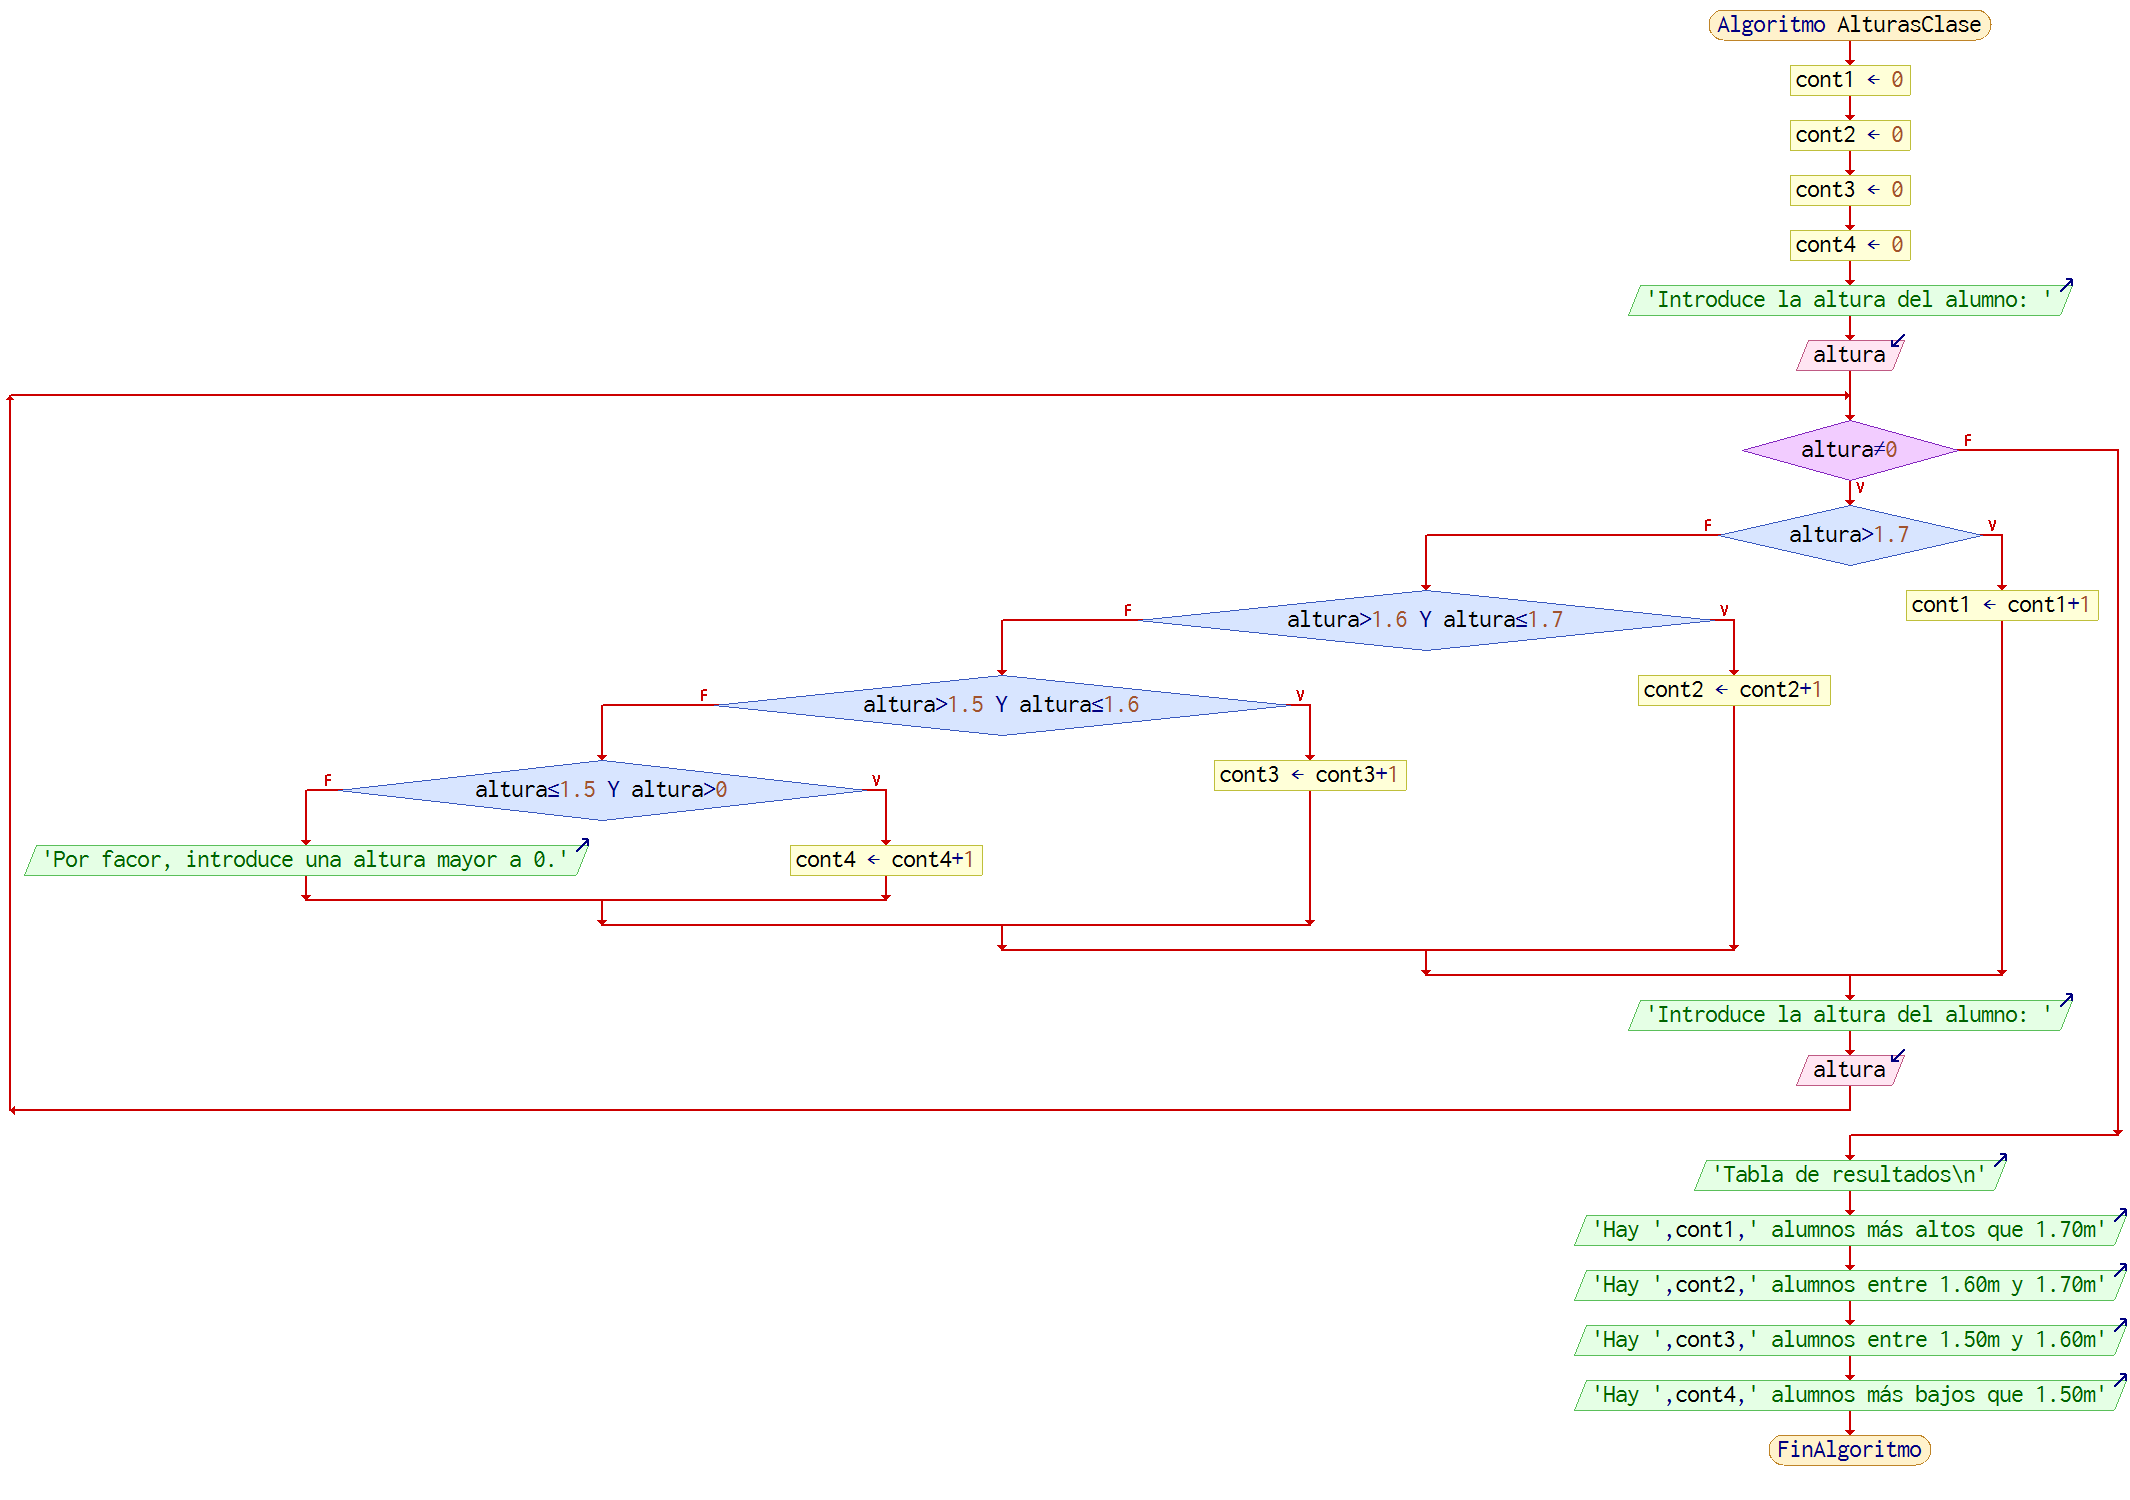 Algoritmo AlturasClase
cont1 ← 0
cont2 ← 0
cont3 ← 0
cont4 ← 0
'Introduce la altura del alumno: '
altura
altura≠0
F
V
altura>1.7
F
V
cont1 ← cont1+1
altura>1.6 Y altura≤1.7
F
V
cont2 ← cont2+1
altura>1.5 Y altura≤1.6
F
V
cont3 ← cont3+1
altura≤1.5 Y altura>0
F
V
'Por facor, introduce una altura mayor a 0.'
cont4 ← cont4+1
'Introduce la altura del alumno: '
altura
'Tabla de resultados\n'
'Hay ',cont1,' alumnos más altos que 1.70m'
'Hay ',cont2,' alumnos entre 1.60m y 1.70m'
'Hay ',cont3,' alumnos entre 1.50m y 1.60m'
'Hay ',cont4,' alumnos más bajos que 1.50m'
FinAlgoritmo